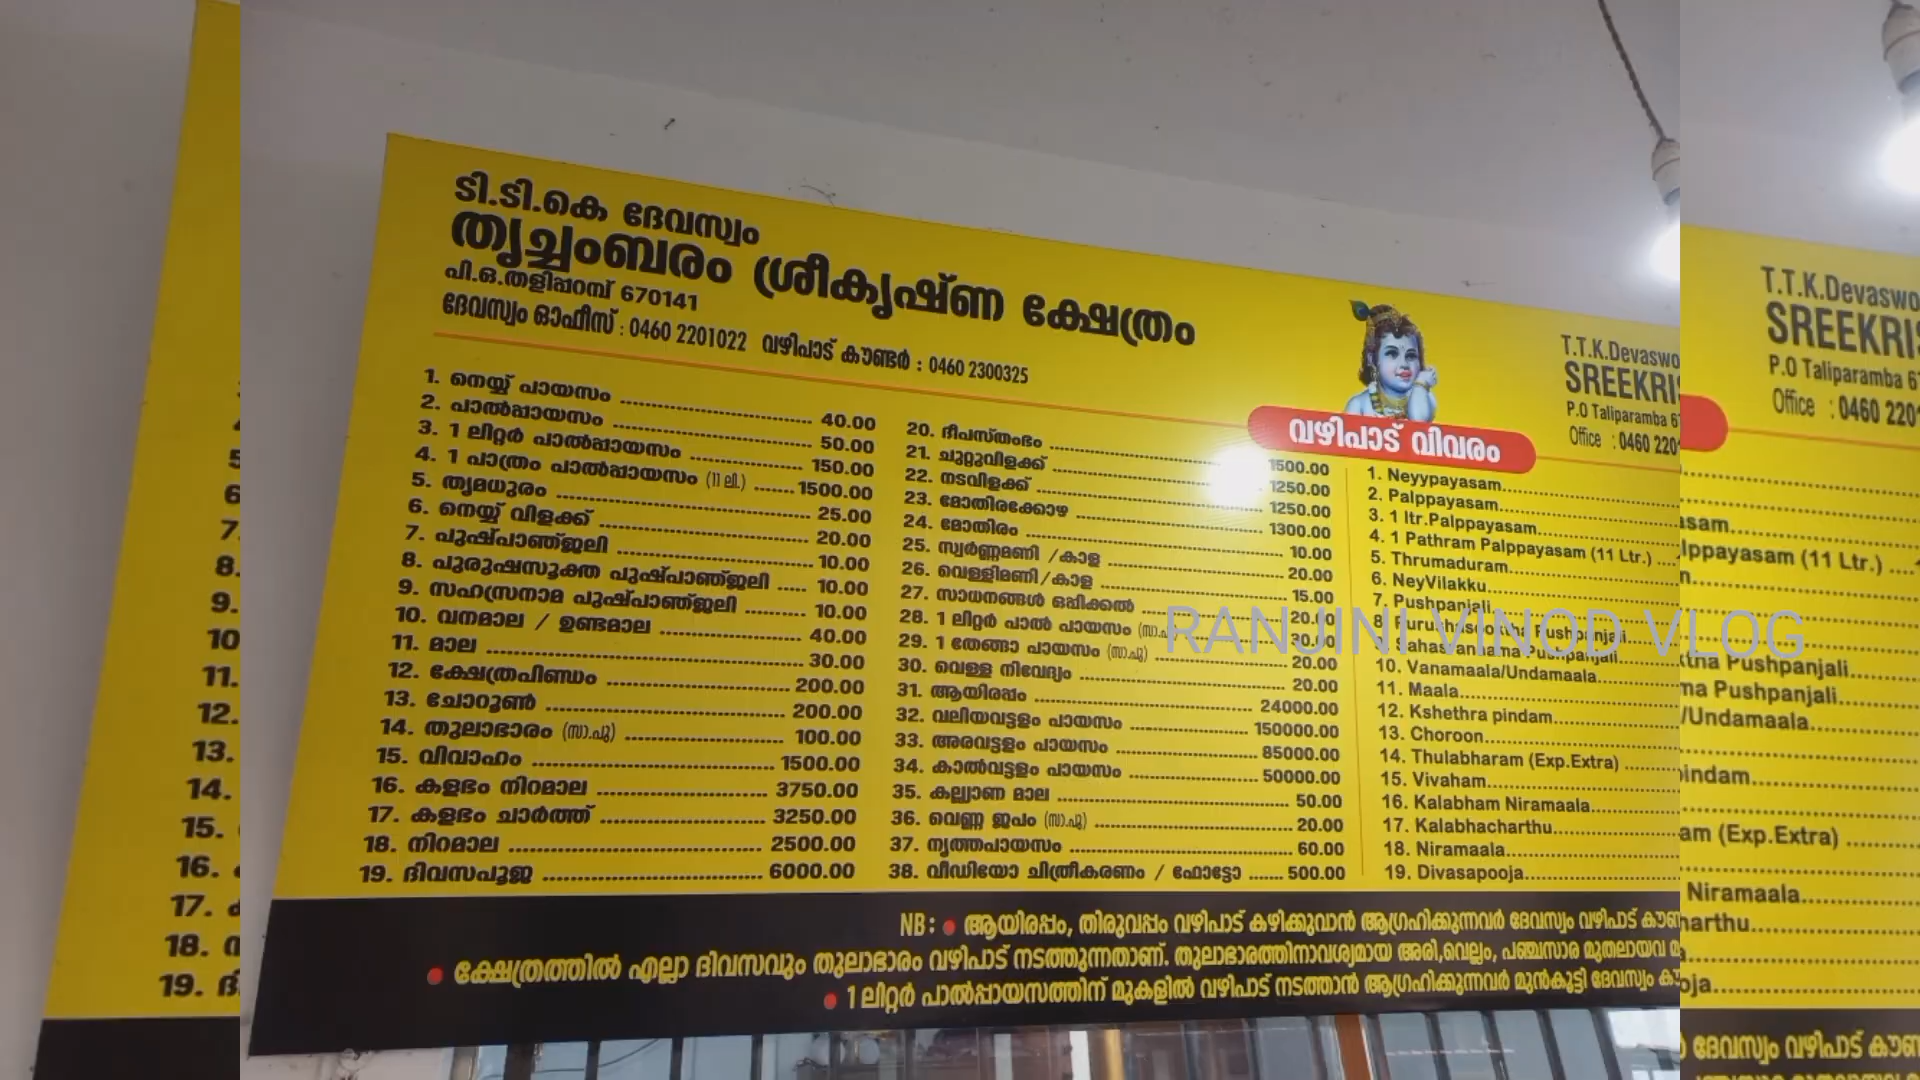 ടി.ടി.കെ ദേവസ്വം
തൃച്ചംബരം ശ്രീകൃഷ്ണ ക്ഷേത്രം
പി.ഒ.തളിപ്പറമ്പ് 670141
ദേവസ്വം ഓഫീസ് : 0460 2201022 വഴിപാട് കൗണ്ടർ : 0460 2300325
1. നെയ്യ് പായസം 40.00
2. പാൽപ്പായസം 50.00
3. 1 ലിറ്റർ പാൽപ്പായസം 150.00
4. 1 പാത്രം പാൽപ്പായസം (11 ലി.) 1500.00
5. തൃമധുരം 25.00
6. നെയ്യ് വിളക്ക് 20.00
7. പുഷ്പാഞ്ജലി 10.00
8. പുരുഷസൂക്ത പുഷ്പാഞ്ജലി 10.00
9. സഹസ്രനാമ പുഷ്പാഞ്ജലി 10.00
10. വനമാല / ഉണ്ടമാല 40.00
11. മാല 30.00
12. ക്ഷേത്രപിണ്ഡം 200.00
13. ചോറൂൺ 200.00
14. തുലാഭാരം (സാ.പു) 100.00
15. വിവാഹം 1500.00
16. കളഭം നിറമാല 3750.00
17. കളഭം ചാർത്ത് 3250.00
18. നിറമാല 2500.00
19. ദിവസപൂജ 6000.00
20. ദീപസ്തംഭം 1500.00
21. ചുറ്റുവിളക്ക് 1250.00
22. നടവിളക്ക് 1250.00
23. മോതിരക്കോഴ 1300.00
24. മോതിരം 10.00
25. സ്വർണ്ണമണി /കാള 20.00
26. വെള്ളിമണി/കാള 15.00
27. സാധനങ്ങൾ ഒപ്പിക്കൽ 20.00
28. 1 ലിറ്റർ പാൽ പായസം 30.00
29. 1 തേങ്ങാ പായസം (സാ.പു) 20.00
30. വെള്ള നിവേദ്യം 20.00
31. ആയിരപ്പം 24000.00
32. വലിയവട്ടളം പായസം 150000.00
33. അരവട്ടളം പായസം 85000.00
34. കാൽവട്ടളം പായസം 50000.00
35. കല്ല്യാണ മാല 50.00
36. വെണ്ണ ജപം (സാ.പു) 20.00
37. നൃത്തപായസം 60.00
38. വീഡിയോ ചിത്രീകരണം / ഫോട്ടോ 500.00
വഴിപാട് വിവരം
T.T.K.Devaswo
SREEKRIS
P.O Taliparamba 6
Office : 0460 220
1. Neyypayasam
2. Palppayasam
3. 1 ltr.Palppayasam
4. 1 Pathram Palppayasam (11 Ltr.)
5. Thrumaduram
6. NeyVilakku
7. Pushpanjali
8. Purushasooktha Pushpanjali
9. Sahasrannama Pushpanjali
10. Vanamaala/Undamaala
11. Maala
12. Kshethra pindam
13. Choroon
14. Thulabharam (Exp.Extra)
15. Vivaham
16. Kalabham Niramaala
17. Kalabhacharthu
18. Niramaala
19. Divasapooja
NB: ആയിരപ്പം, തിരുവപ്പം വഴിപാട് കഴിക്കുവാൻ ആഗ്രഹിക്കുന്നവർ ദേവസ്വം വഴിപാട് കൗണ്
ക്ഷേത്രത്തിൽ എല്ലാ ദിവസവും തുലാഭാരം വഴിപാട് നടത്തുന്നതാണ്. തുലാഭാരത്തിനാവശ്യമായ അരി,വെല്ലം, പഞ്ചസാര മുതലായവ
1 ലിറ്റർ പാൽപ്പായസത്തിന് മുകളിൽ വഴിപാട് നടത്താൻ ആഗ്രഹിക്കുന്നവർ മുൻകൂട്ടി ദേവസ്വം
RANJINI VINOD VLOG